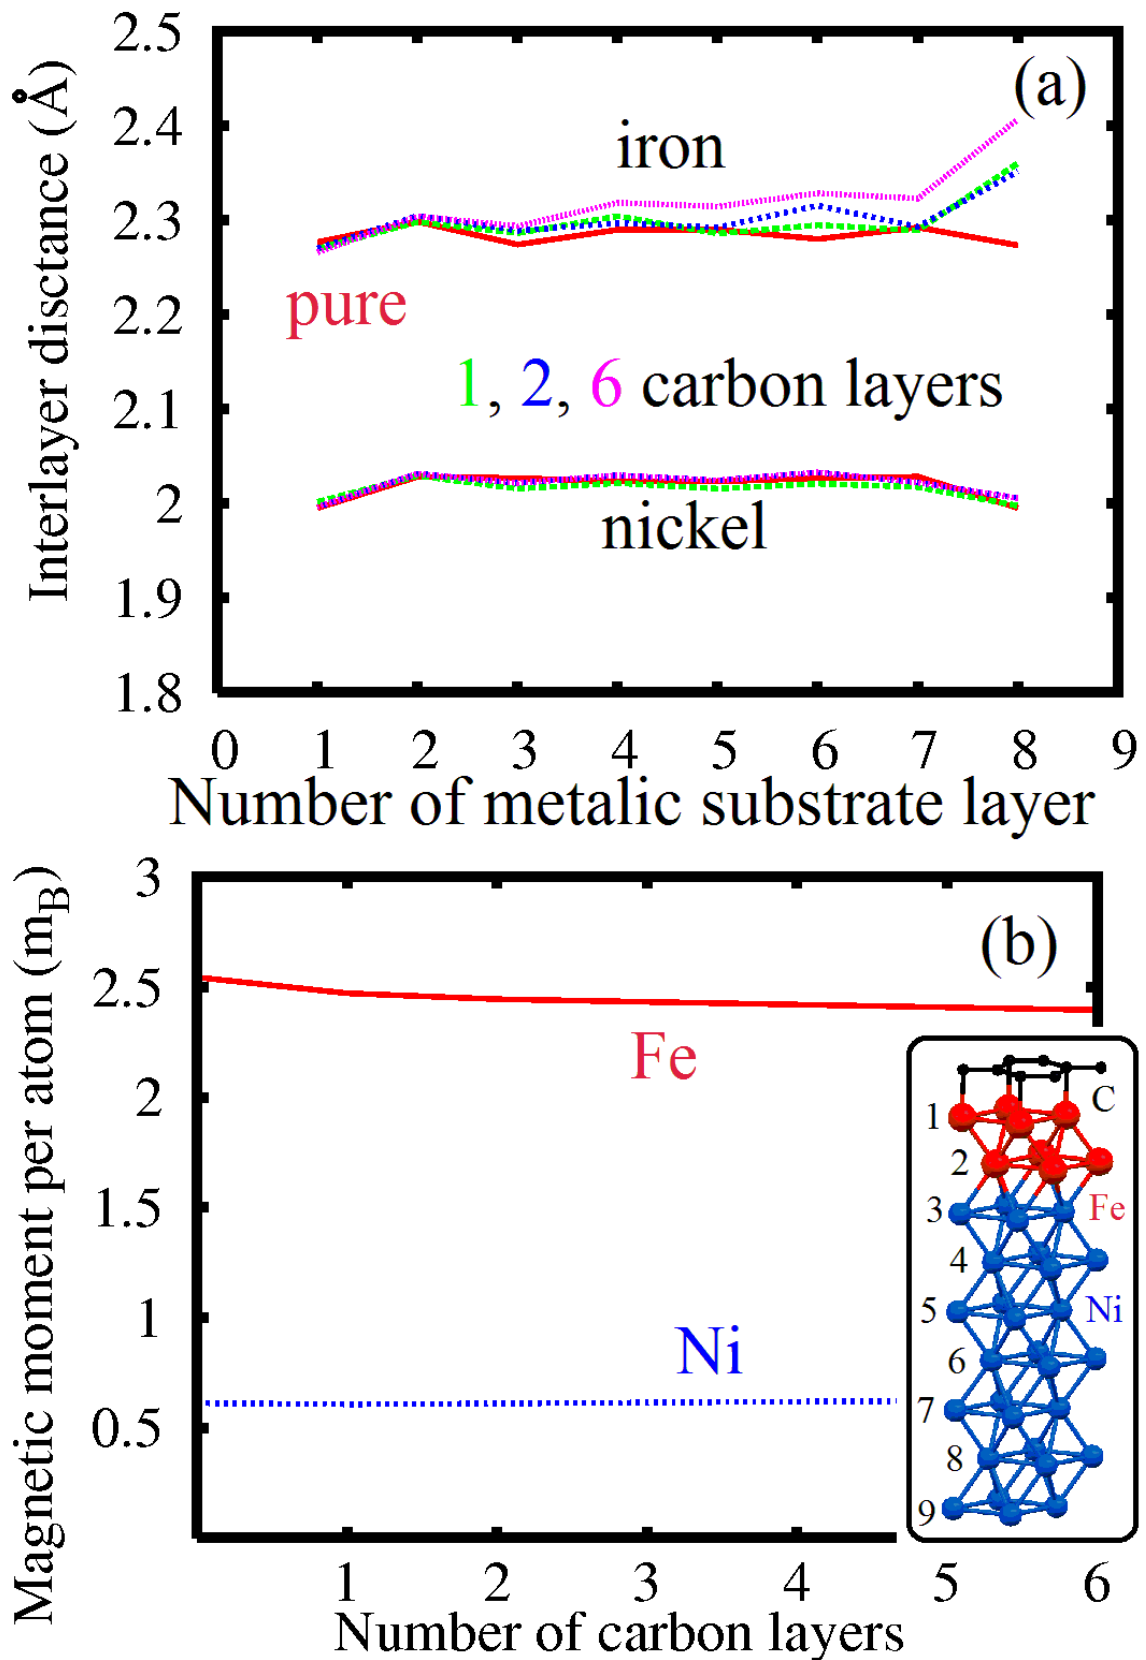 Interlayer disctance (Å)
2.5
2.4
2.3
2.2
2.1
2
1.9
1.8
(a)
iron
pure
1, 2, 6 carbon layers
nickel
0 1 2 3 4 5 6 7 8 9
Number of metalic substrate layer
Magnetic moment per atom (mB)
3
2.5
2
1.5
1
0.5
(b)
Fe
Ni
C
1
2
3
Fe
4
5
Ni
6
7
8
9
1 2 3 4 5 6
Number of carbon layers